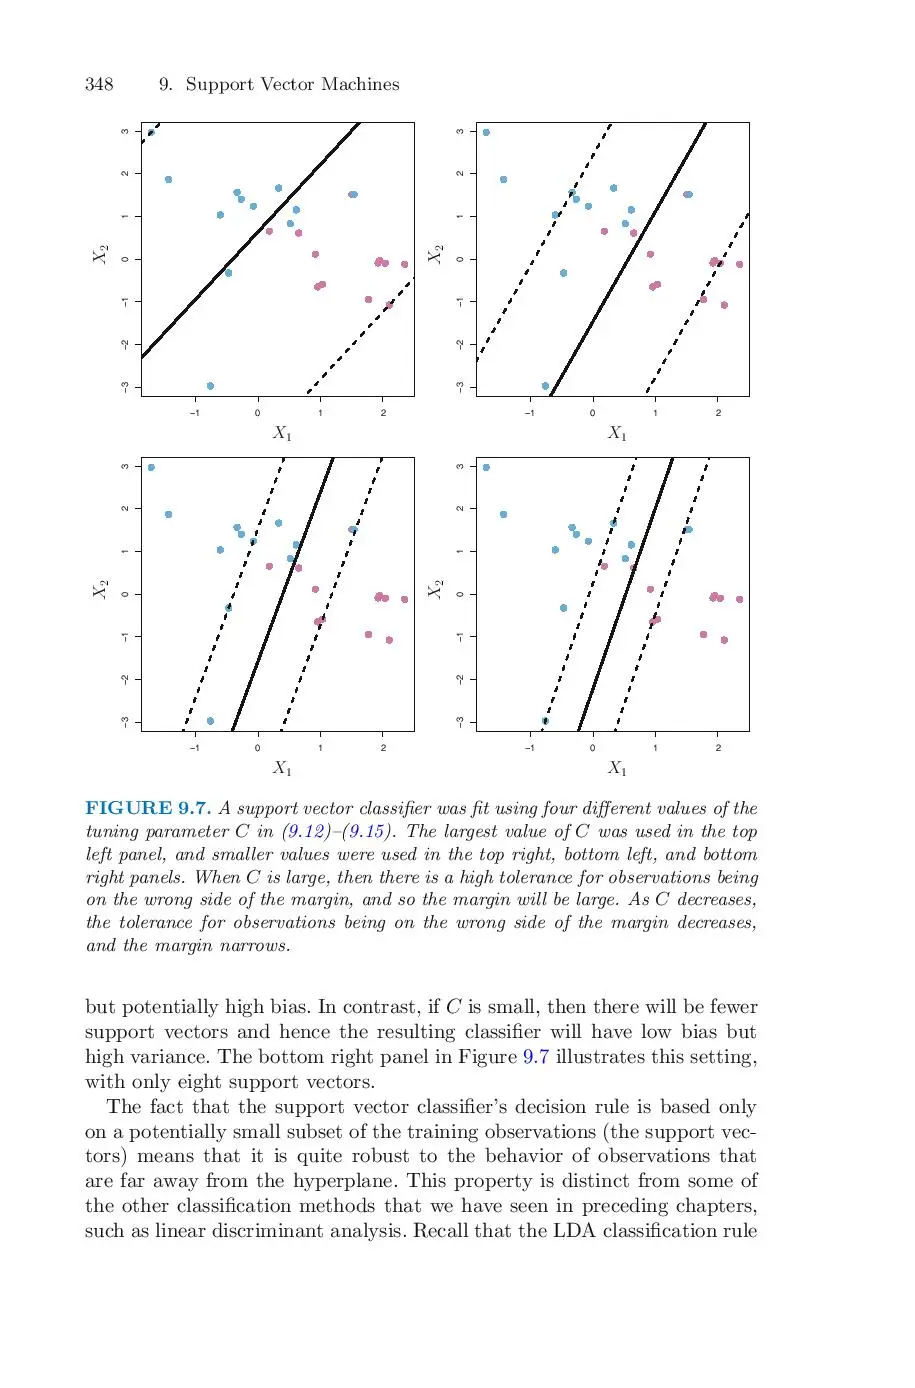 348 9. Support Vector Machines
3
2
1
0
−1
−2
−3
X2
−1 0 1 2
X1
3
2
1
0
−1
−2
−3
X2
−1 0 1 2
X1
3
2
1
0
−1
−2
−3
X2
−1 0 1 2
X1
3
2
1
0
−1
−2
−3
X2
−1 0 1 2
X1
FIGURE 9.7. A support vector classifier was fit using four different values of the
tuning parameter C in (9.12)–(9.15). The largest value of C was used in the top
left panel, and smaller values were used in the top right, bottom left, and bottom
right panels. When C is large, then there is a high tolerance for observations being
on the wrong side of the margin, and so the margin will be large. As C decreases,
the tolerance for observations being on the wrong side of the margin decreases,
and the margin narrows.
but potentially high bias. In contrast, if C is small, then there will be fewer
support vectors and hence the resulting classifier will have low bias but
high variance. The bottom right panel in Figure 9.7 illustrates this setting,
with only eight support vectors.
The fact that the support vector classifier's decision rule is based only
on a potentially small subset of the training observations (the support vec-
tors) means that it is quite robust to the behavior of observations that
are far away from the hyperplane. This property is distinct from some of
the other classification methods that we have seen in preceding chapters,
such as linear discriminant analysis. Recall that the LDA classification rule